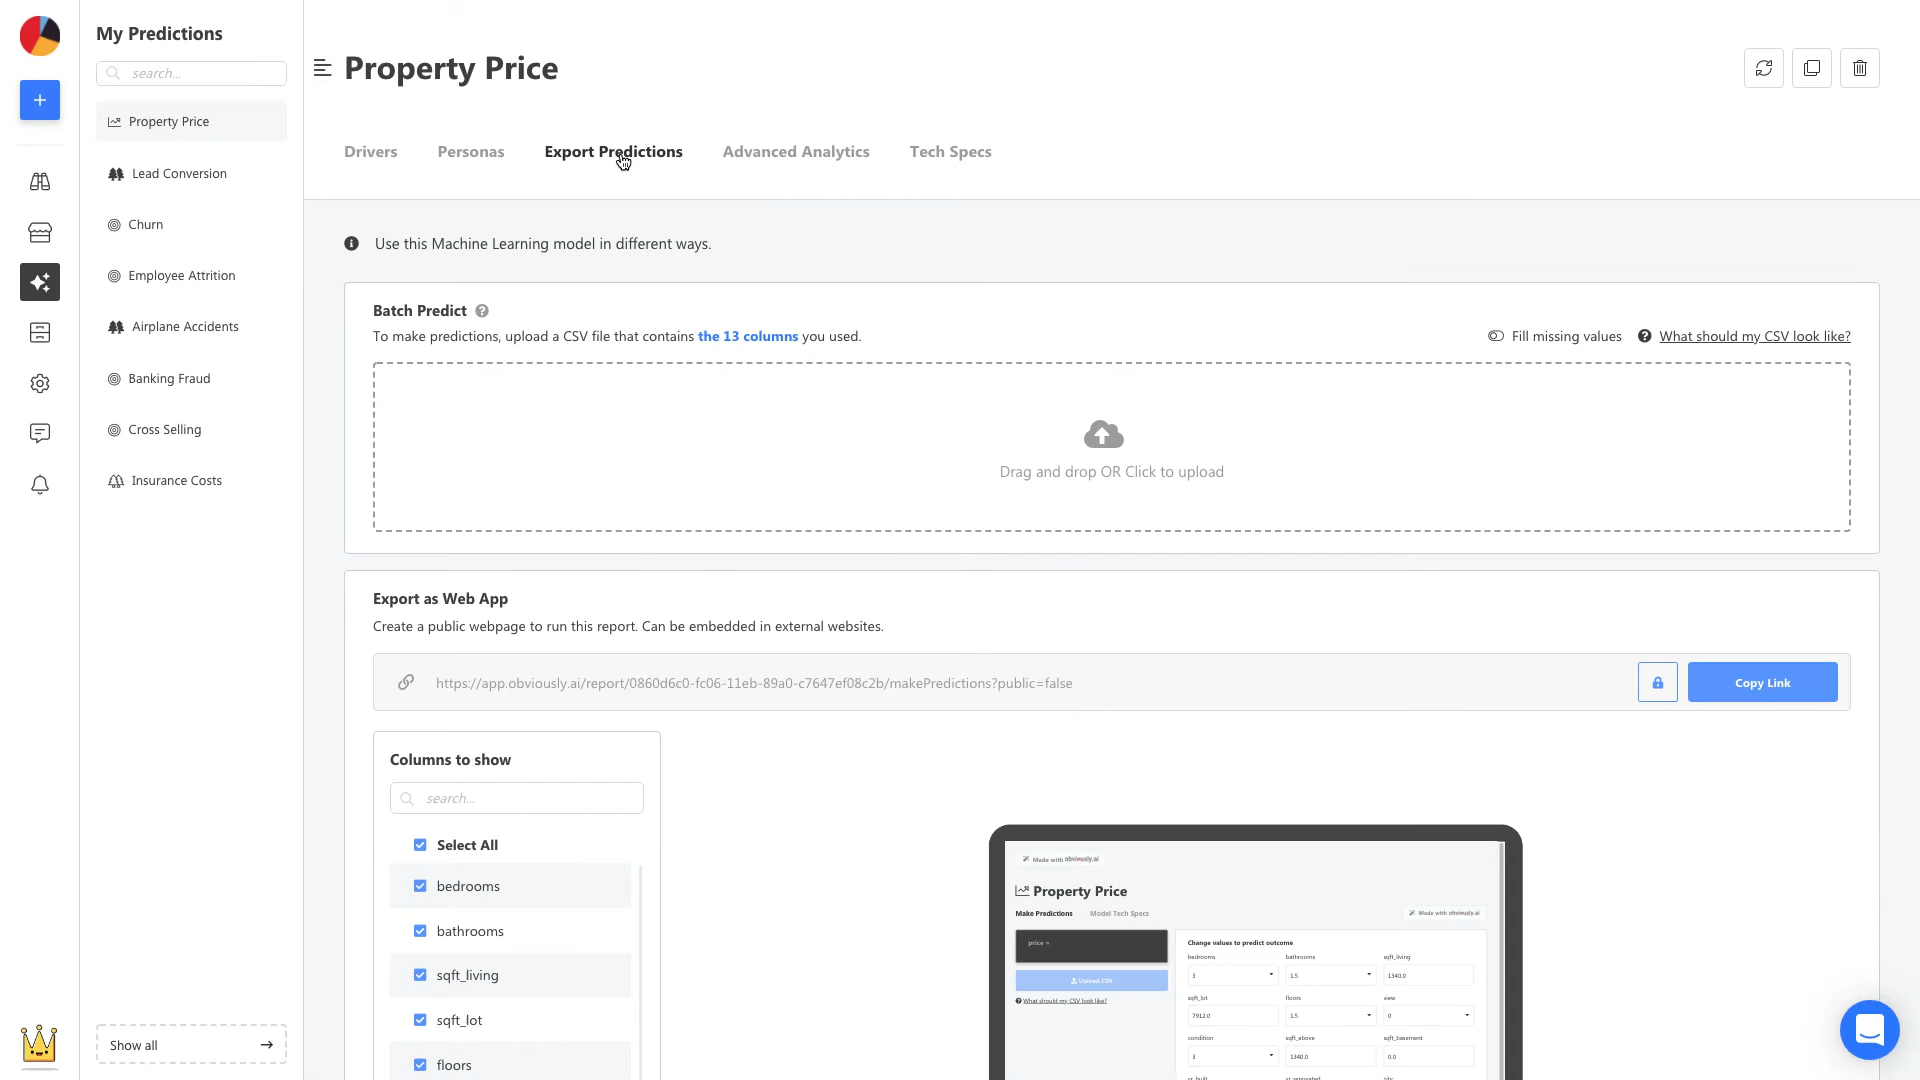 My Predictions
search...
Property Price
Lead Conversion
Churn
Employee Attrition
Airplane Accidents
Banking Fraud
Cross Selling
Insurance Costs
Show all
Property Price
Drivers
Personas
Export Predictions
Advanced Analytics
Tech Specs
Use this Machine Learning model in different ways.
Batch Predict
To make predictions, upload a CSV file that contains the 13 columns you used.
Fill missing values
What should my CSV look like?
Drag and drop OR Click to upload
Export as Web App
Create a public webpage to run this report. Can be embedded in external websites.
https://app.obviously.ai/report/0860d6c0-fc06-11eb-89a0-c7647ef08c2b/makePredictions?public=false
Copy Link
Columns to show
search...
Select All
bedrooms
bathrooms
sqft_living
sqft_lot
floors
Made with obviously.ai
Property Price
Make Predictions
Model Tech Specs
Made with obviously.ai
price =
Upload CSV
What should my CSV look like?
Change values to predict outcome
bedrooms
bathrooms
sqft_living
3
1.5
1340.0
sqft_lot
floors
view
7912.0
1.5
0
condition
sqft_above
sqft_basement
3
1340.0
0.0
yr_built
yr_renovated
city